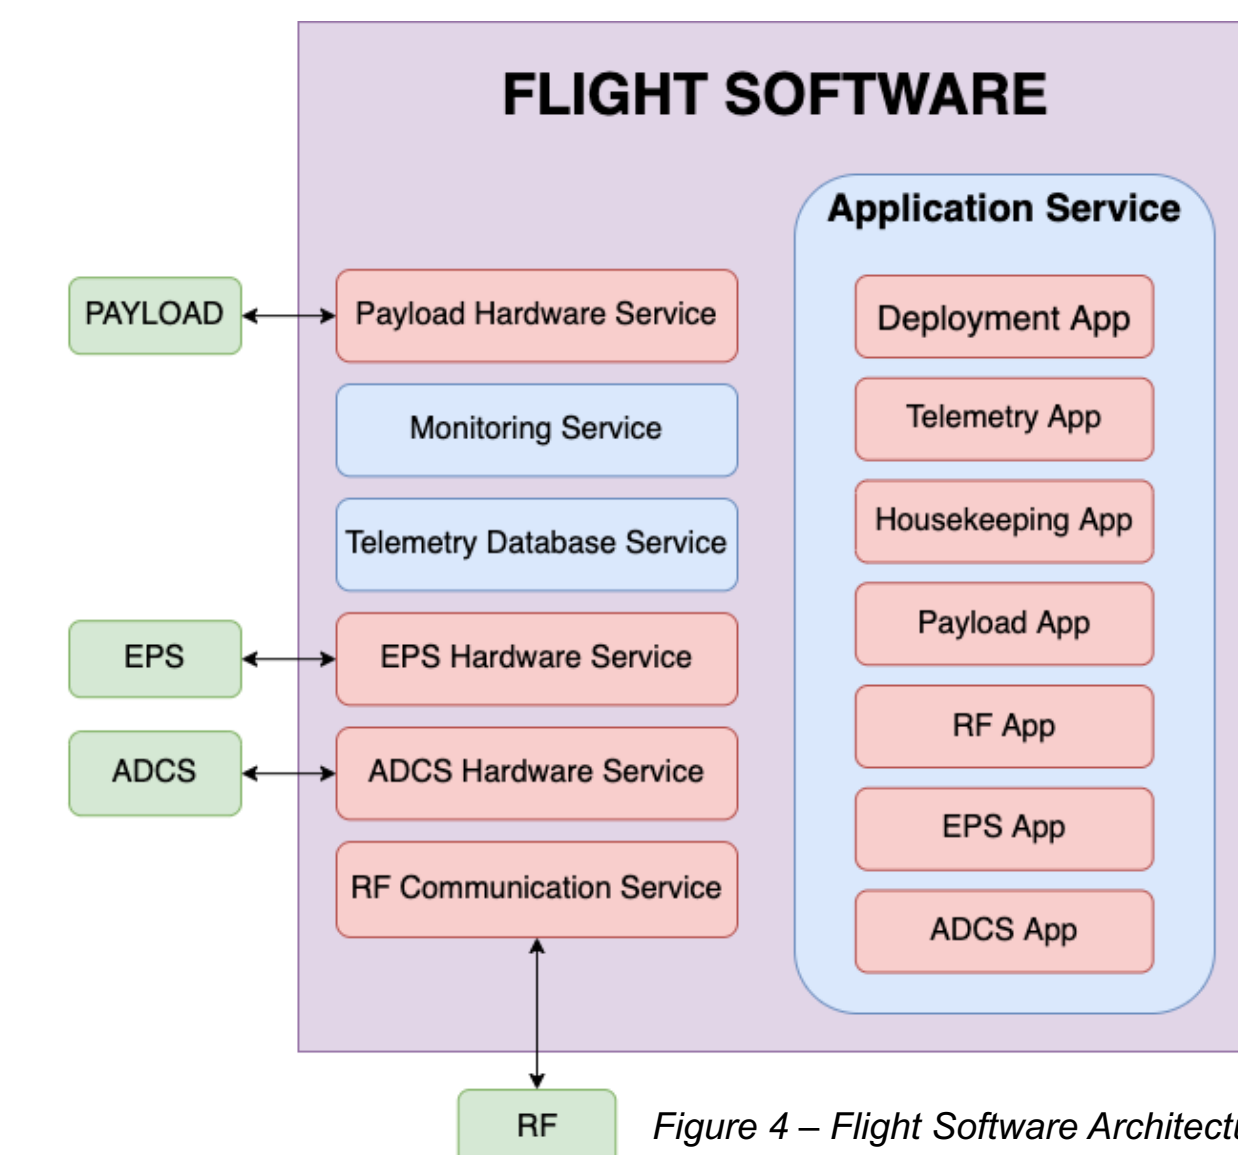 FLIGHT SOFTWARE
Application Service
PAYLOAD
Payload Hardware Service
Monitoring Service
Telemetry Database Service
EPS
EPS Hardware Service
ADCS
ADCS Hardware Service
RF Communication Service
Deployment App
Telemetry App
Housekeeping App
Payload App
RF App
EPS App
ADCS App
RF
Figure 4 – Flight Software